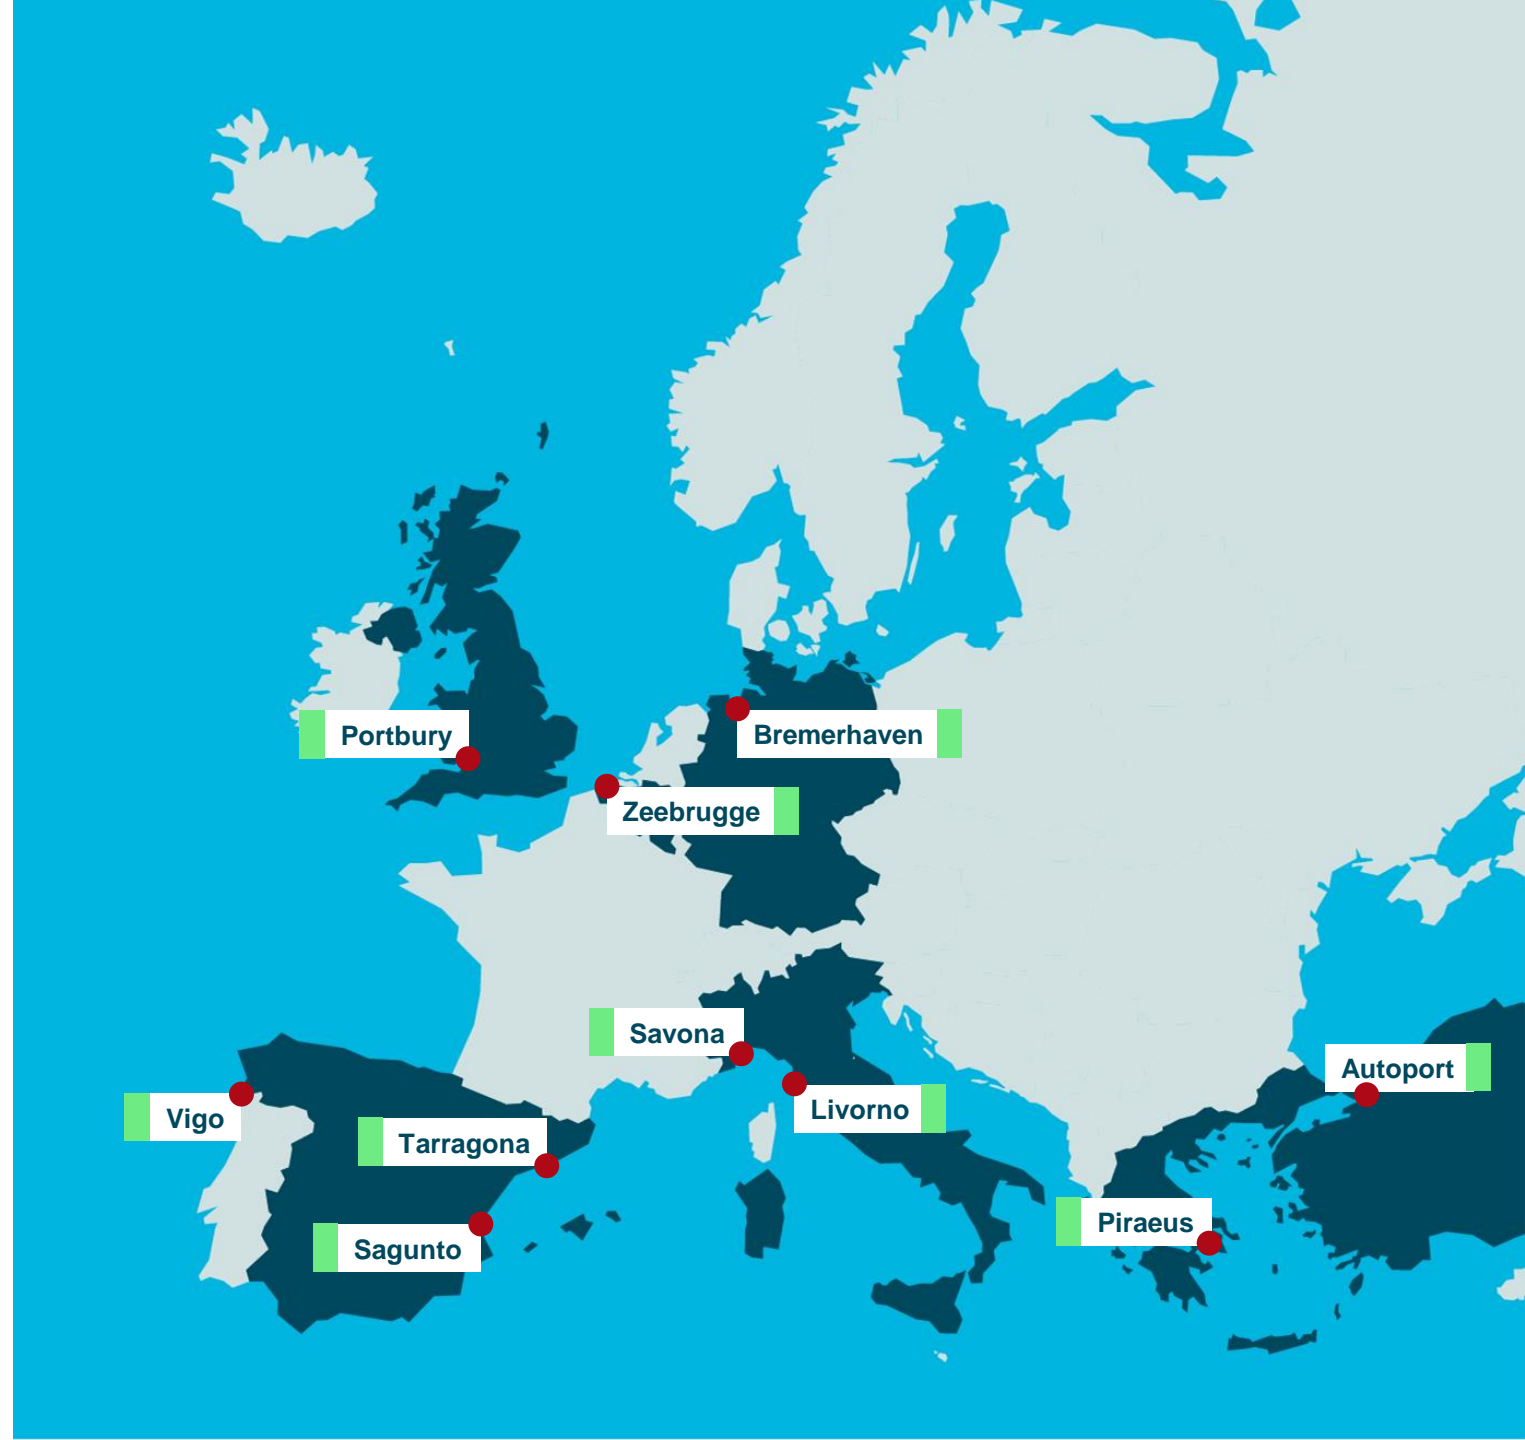 Portbury
Bremerhaven
Zeebrugge
Savona
Autoport
Livorno
Vigo
Tarragona
Piraeus
Sagunto